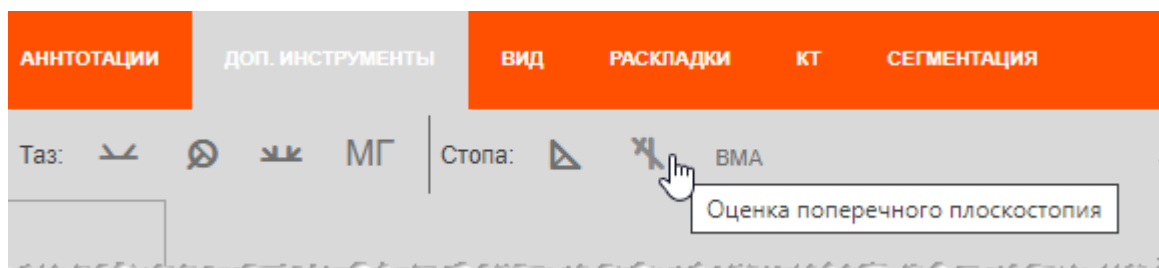 АННТОТАЦИИ ДОП. ИНСТРУМЕНТЫ ВИД РАСКЛАДКИ КТ СЕГМЕНТАЦИЯ
Таз: МГ Стопа: ВМА
Оценка поперечного плоскостопия